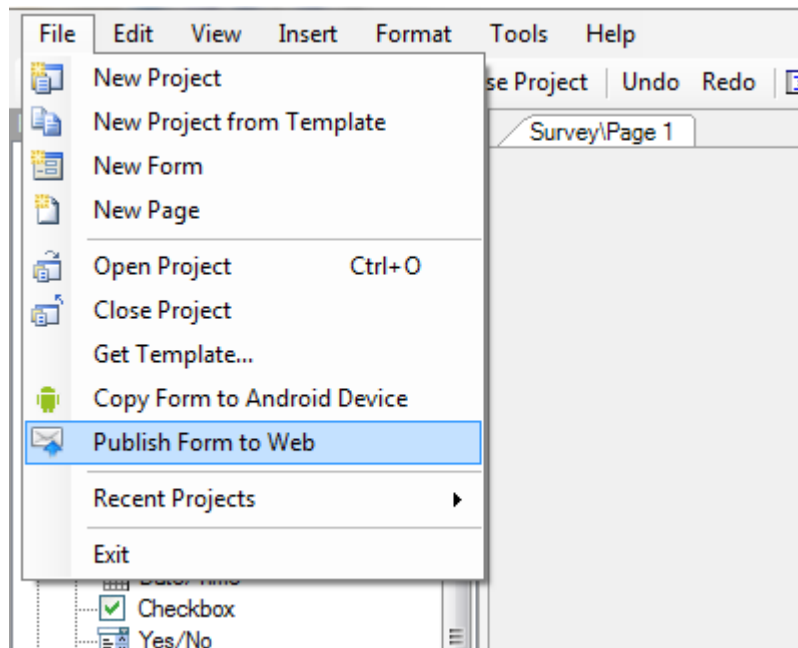 File Edit View Insert Format Tools Help
New Project
se Project Undo Redo
New Project from Template
Survey\Page 1
New Form
New Page
Open Project Ctrl+O
Close Project
Get Template...
Copy Form to Android Device
Publish Form to Web
Recent Projects
Exit
Checkbox
Yes/No